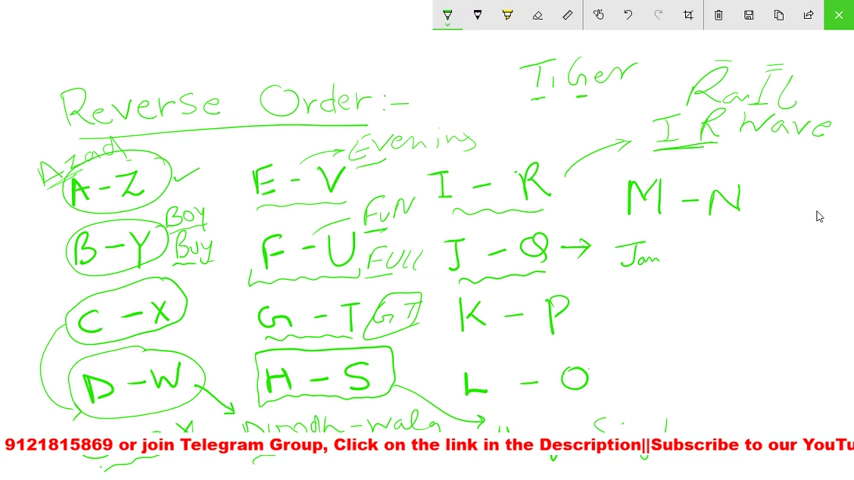 TiGer
Reverse Order:-
RaIL
IR Wave
Azad
Evening
A-Z
E - V
I - R
M - N
BOY
FUN
B-Y
BUY
F - U
FULL
J - Q →
Jan
C - X
G - T
GT
K - P
D - W
H - S
L - O
9121815869 or join Telegram Group, Click on the link in the Description||Subscribe to our YouTu